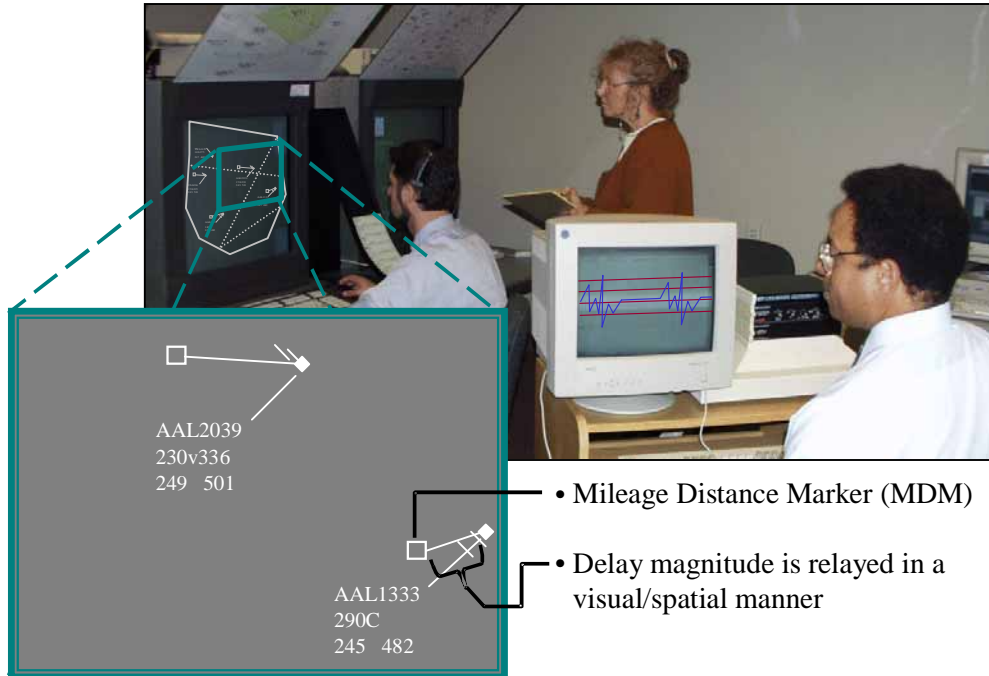 AAL2039
230v336
249 501
• Mileage Distance Marker (MDM)
• Delay magnitude is relayed in a
visual/spatial manner
AAL1333
290C
245 482